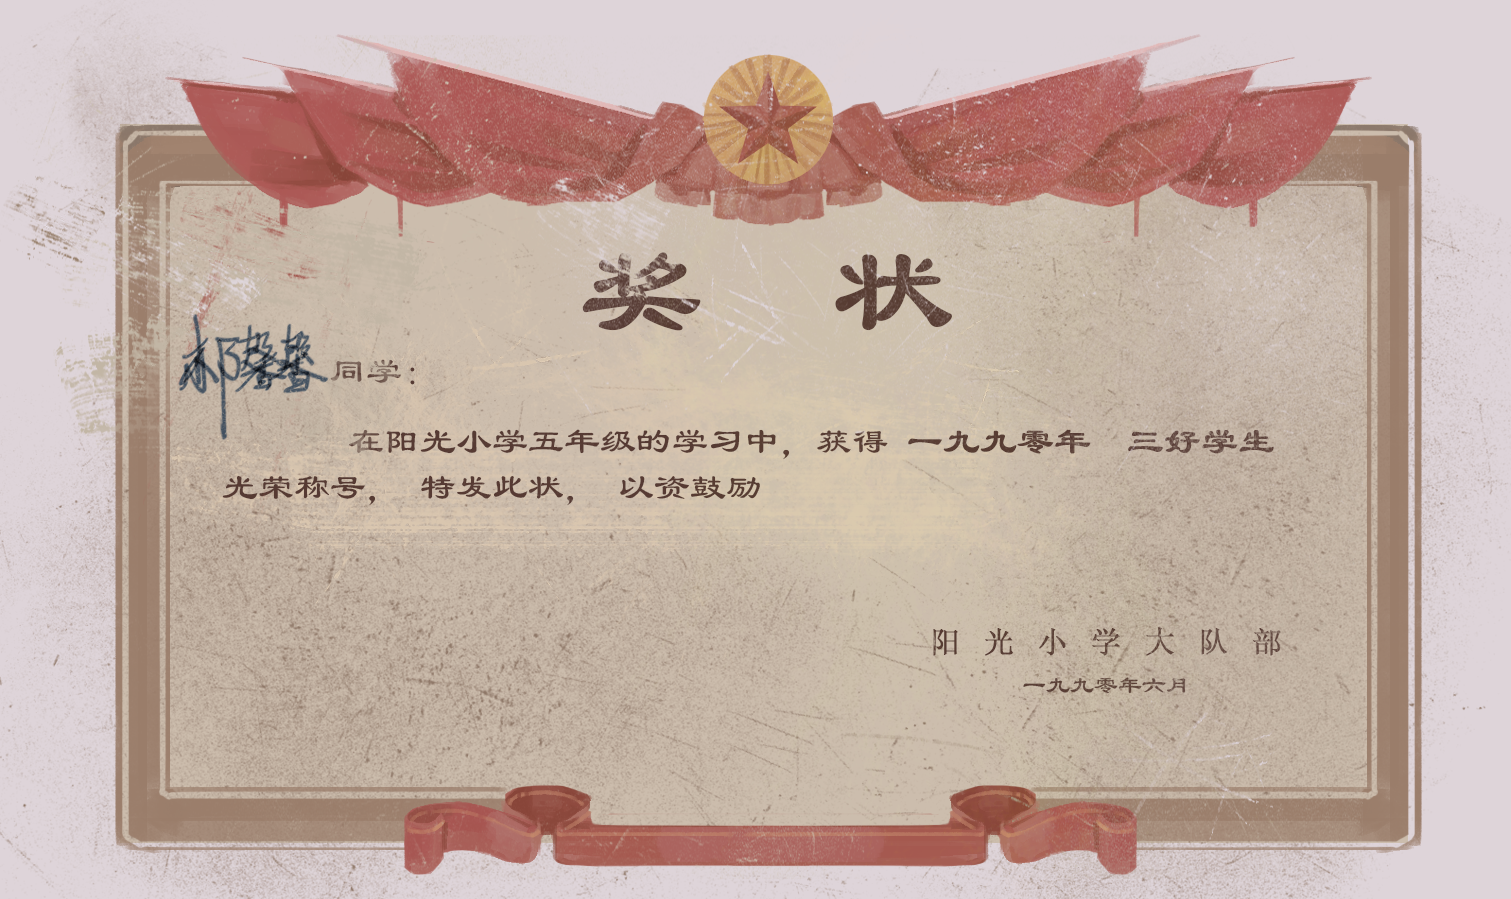 奖 状
郝馨馨同学：
在阳光小学五年级的学习中，获得 一九九零年 三好学生
光荣称号， 特发此状， 以资鼓励
阳光小学大队部
一九九零年六月